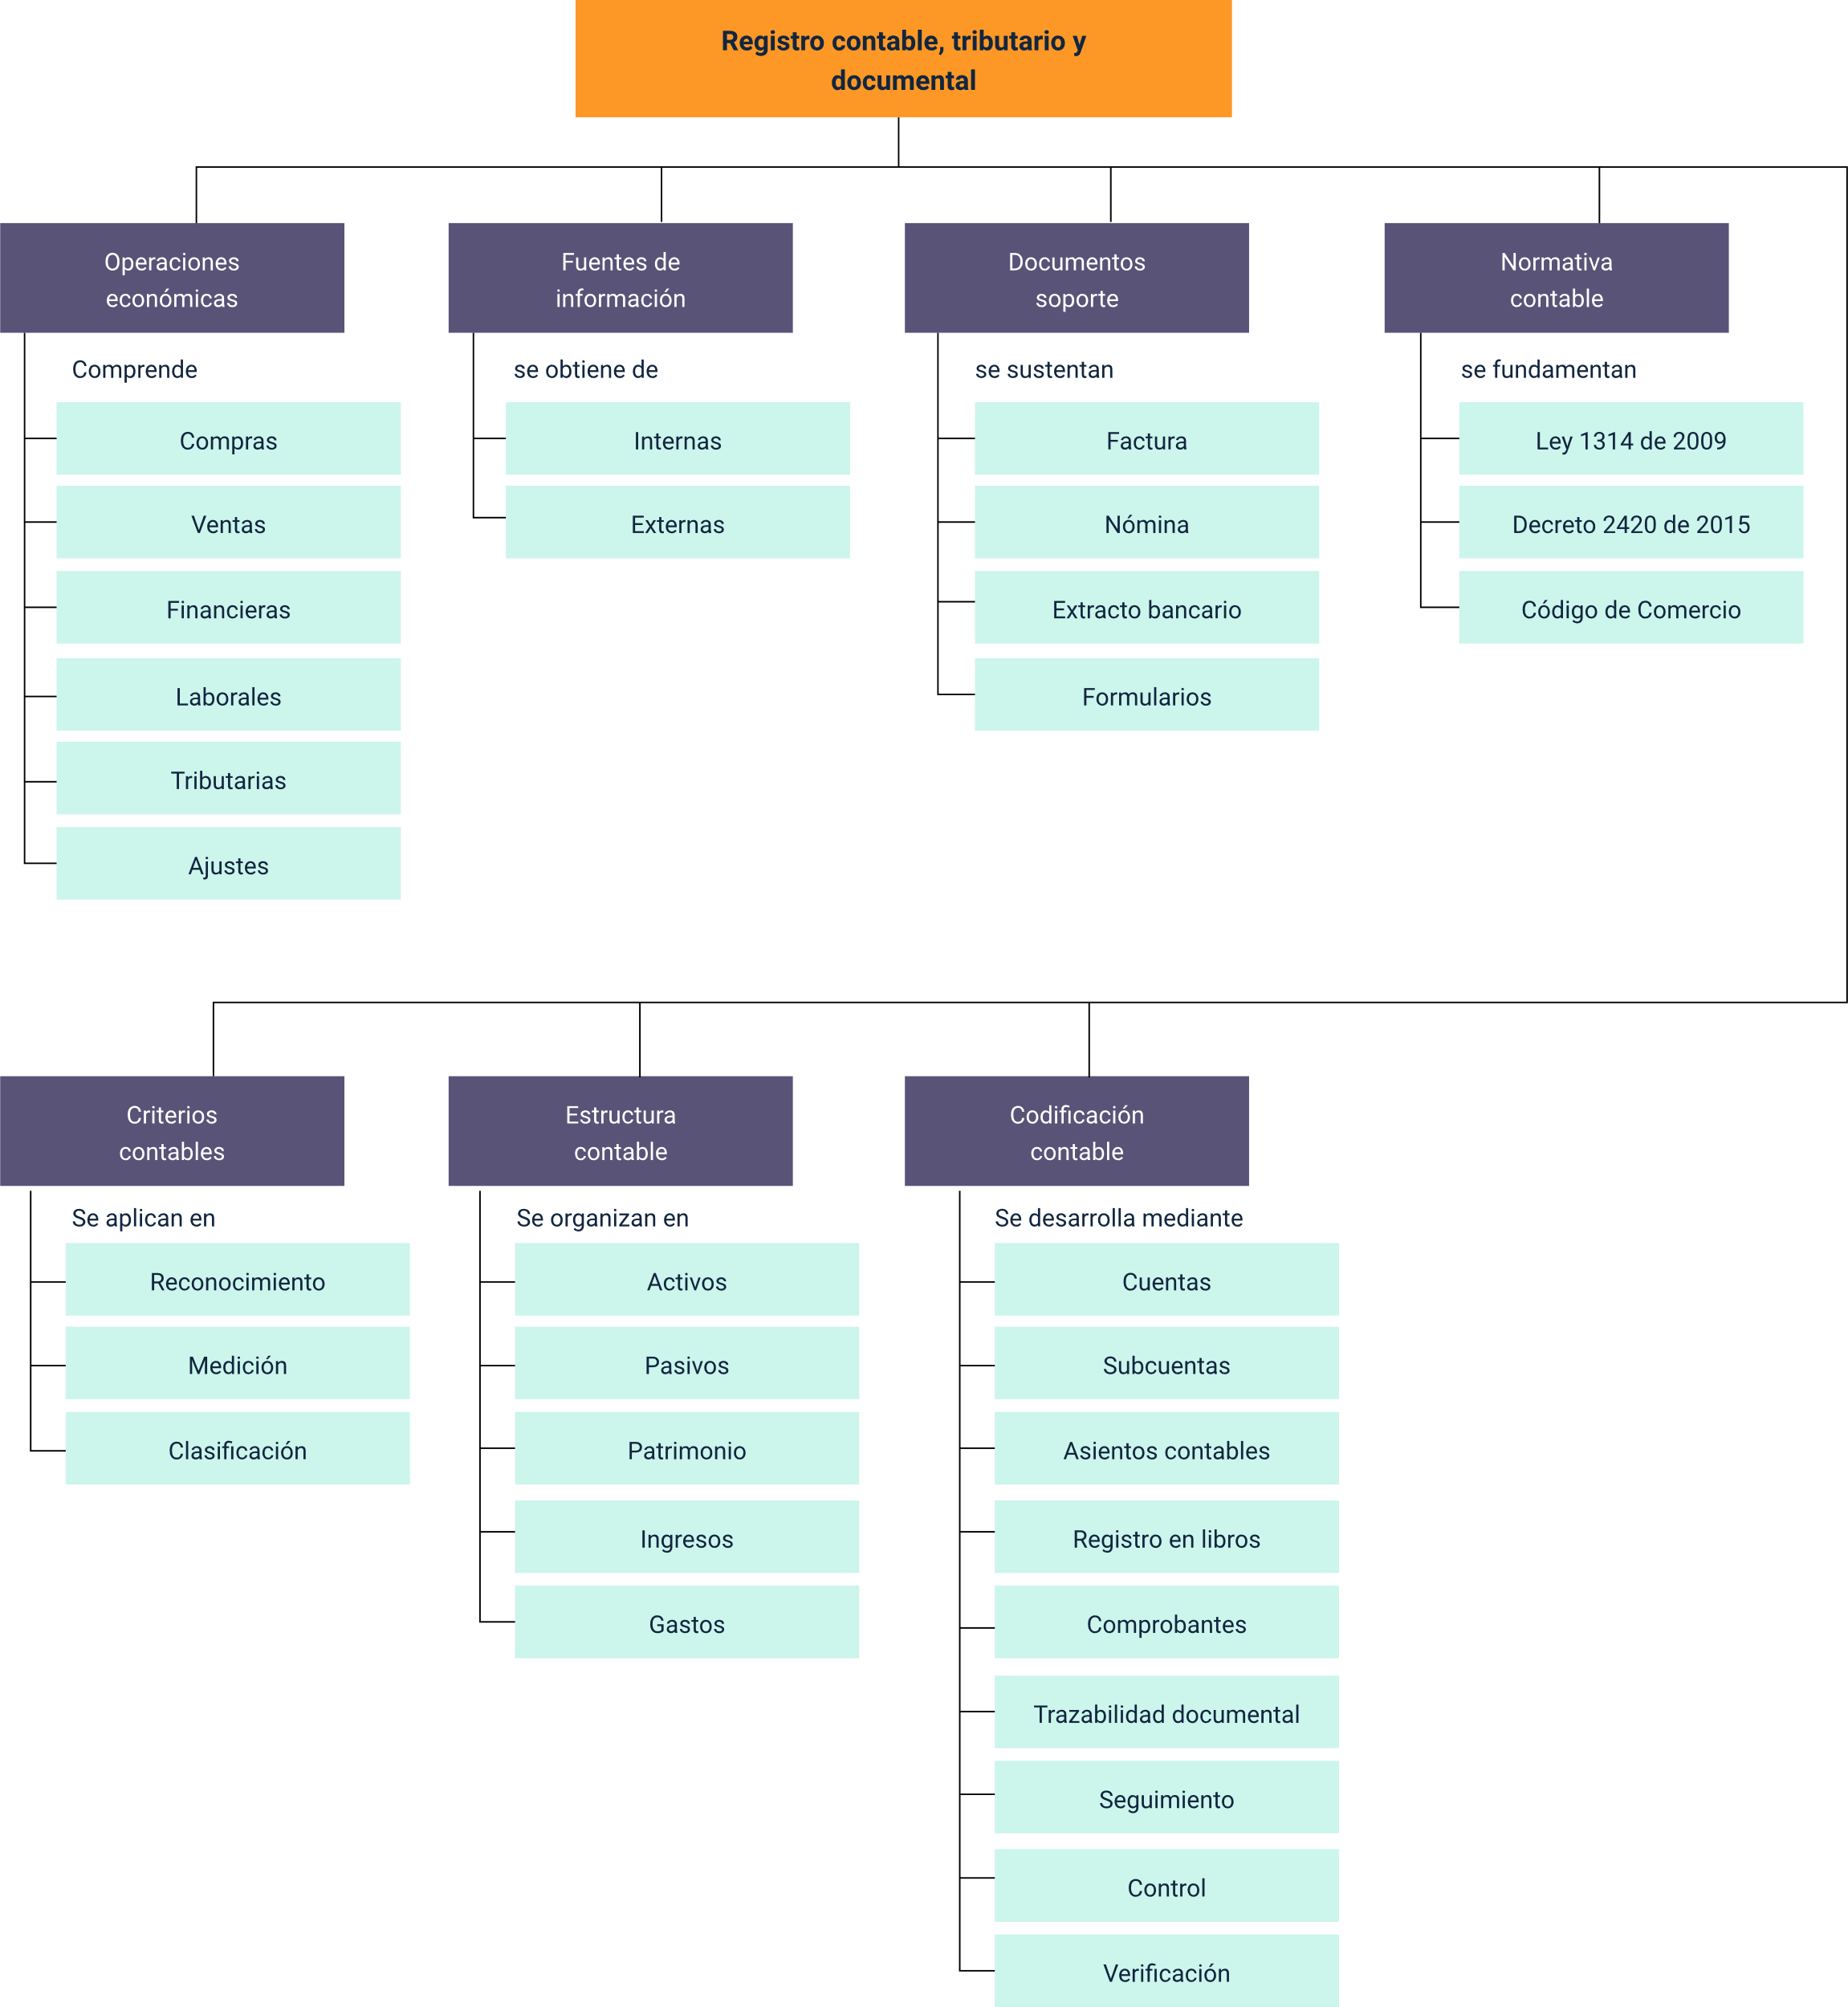 Registro contable, tributario y
documental
Operaciones
económicas
Comprende
Compras
Ventas
Financieras
Laborales
Tributarias
Ajustes
Fuentes de
información
se obtiene de
Internas
Externas
Documentos
soporte
se sustentan
Factura
Nómina
Extracto bancario
Formularios
Normativa
contable
se fundamentan
Ley 1314 de 2009
Decreto 2420 de 2015
Código de Comercio
Criterios
contables
Se aplican en
Reconocimiento
Medición
Clasificación
Estructura
contable
Se organizan en
Activos
Pasivos
Patrimonio
Ingresos
Gastos
Codificación
contable
Se desarrolla mediante
Cuentas
Subcuentas
Asientos contables
Registro en libros
Comprobantes
Trazabilidad documental
Seguimiento
Control
Verificación